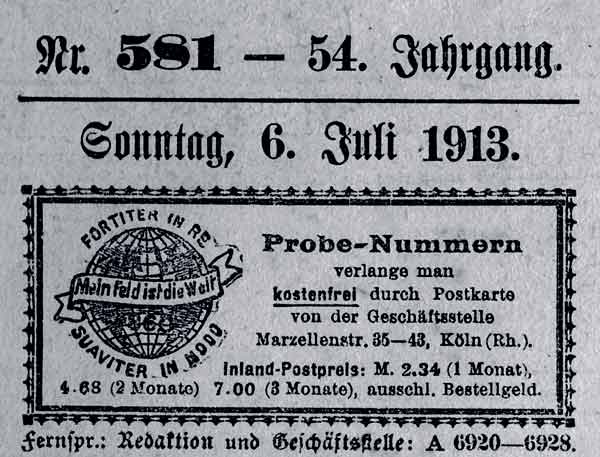 Nr. 581 — 54. Jahrgang.
Sonntag, 6. Juli 1913.
FORTITER IN RE
Mein Feld ist die Welt
SUAVITER IN MODO
Probe-Nummern
verlange man
kostenfrei durch Postkarte
von der Geschäftsstelle
Marzellenstr. 35—43, Köln (Rh.).
Inland-Postpreis: M. 2.34 (1 Monat),
4.68 (2 Monate) 7.00 (3 Monate), ausschl. Bestellgeld.
Fernspr.: Redaktion und Geschäftsstelle: A 6920—6928.